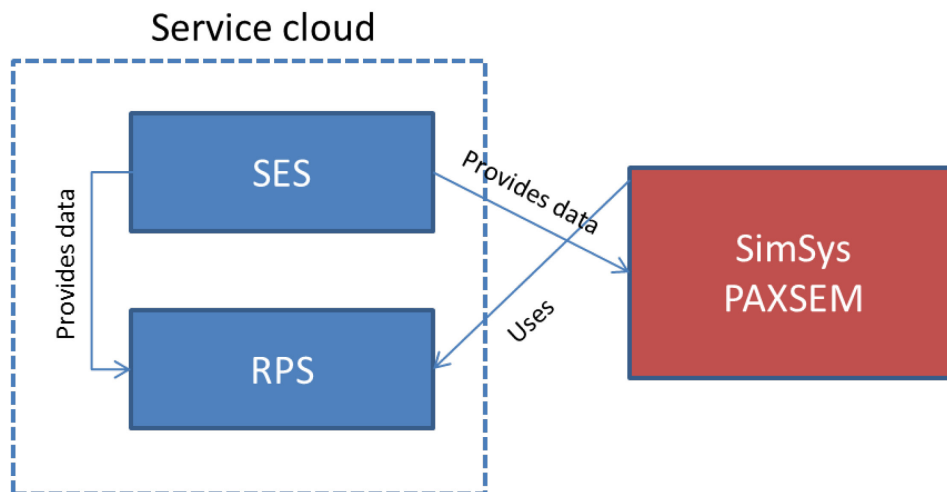 Service cloud
SES
Provides data
Provides data
SimSys
PAXSEM
Uses
RPS